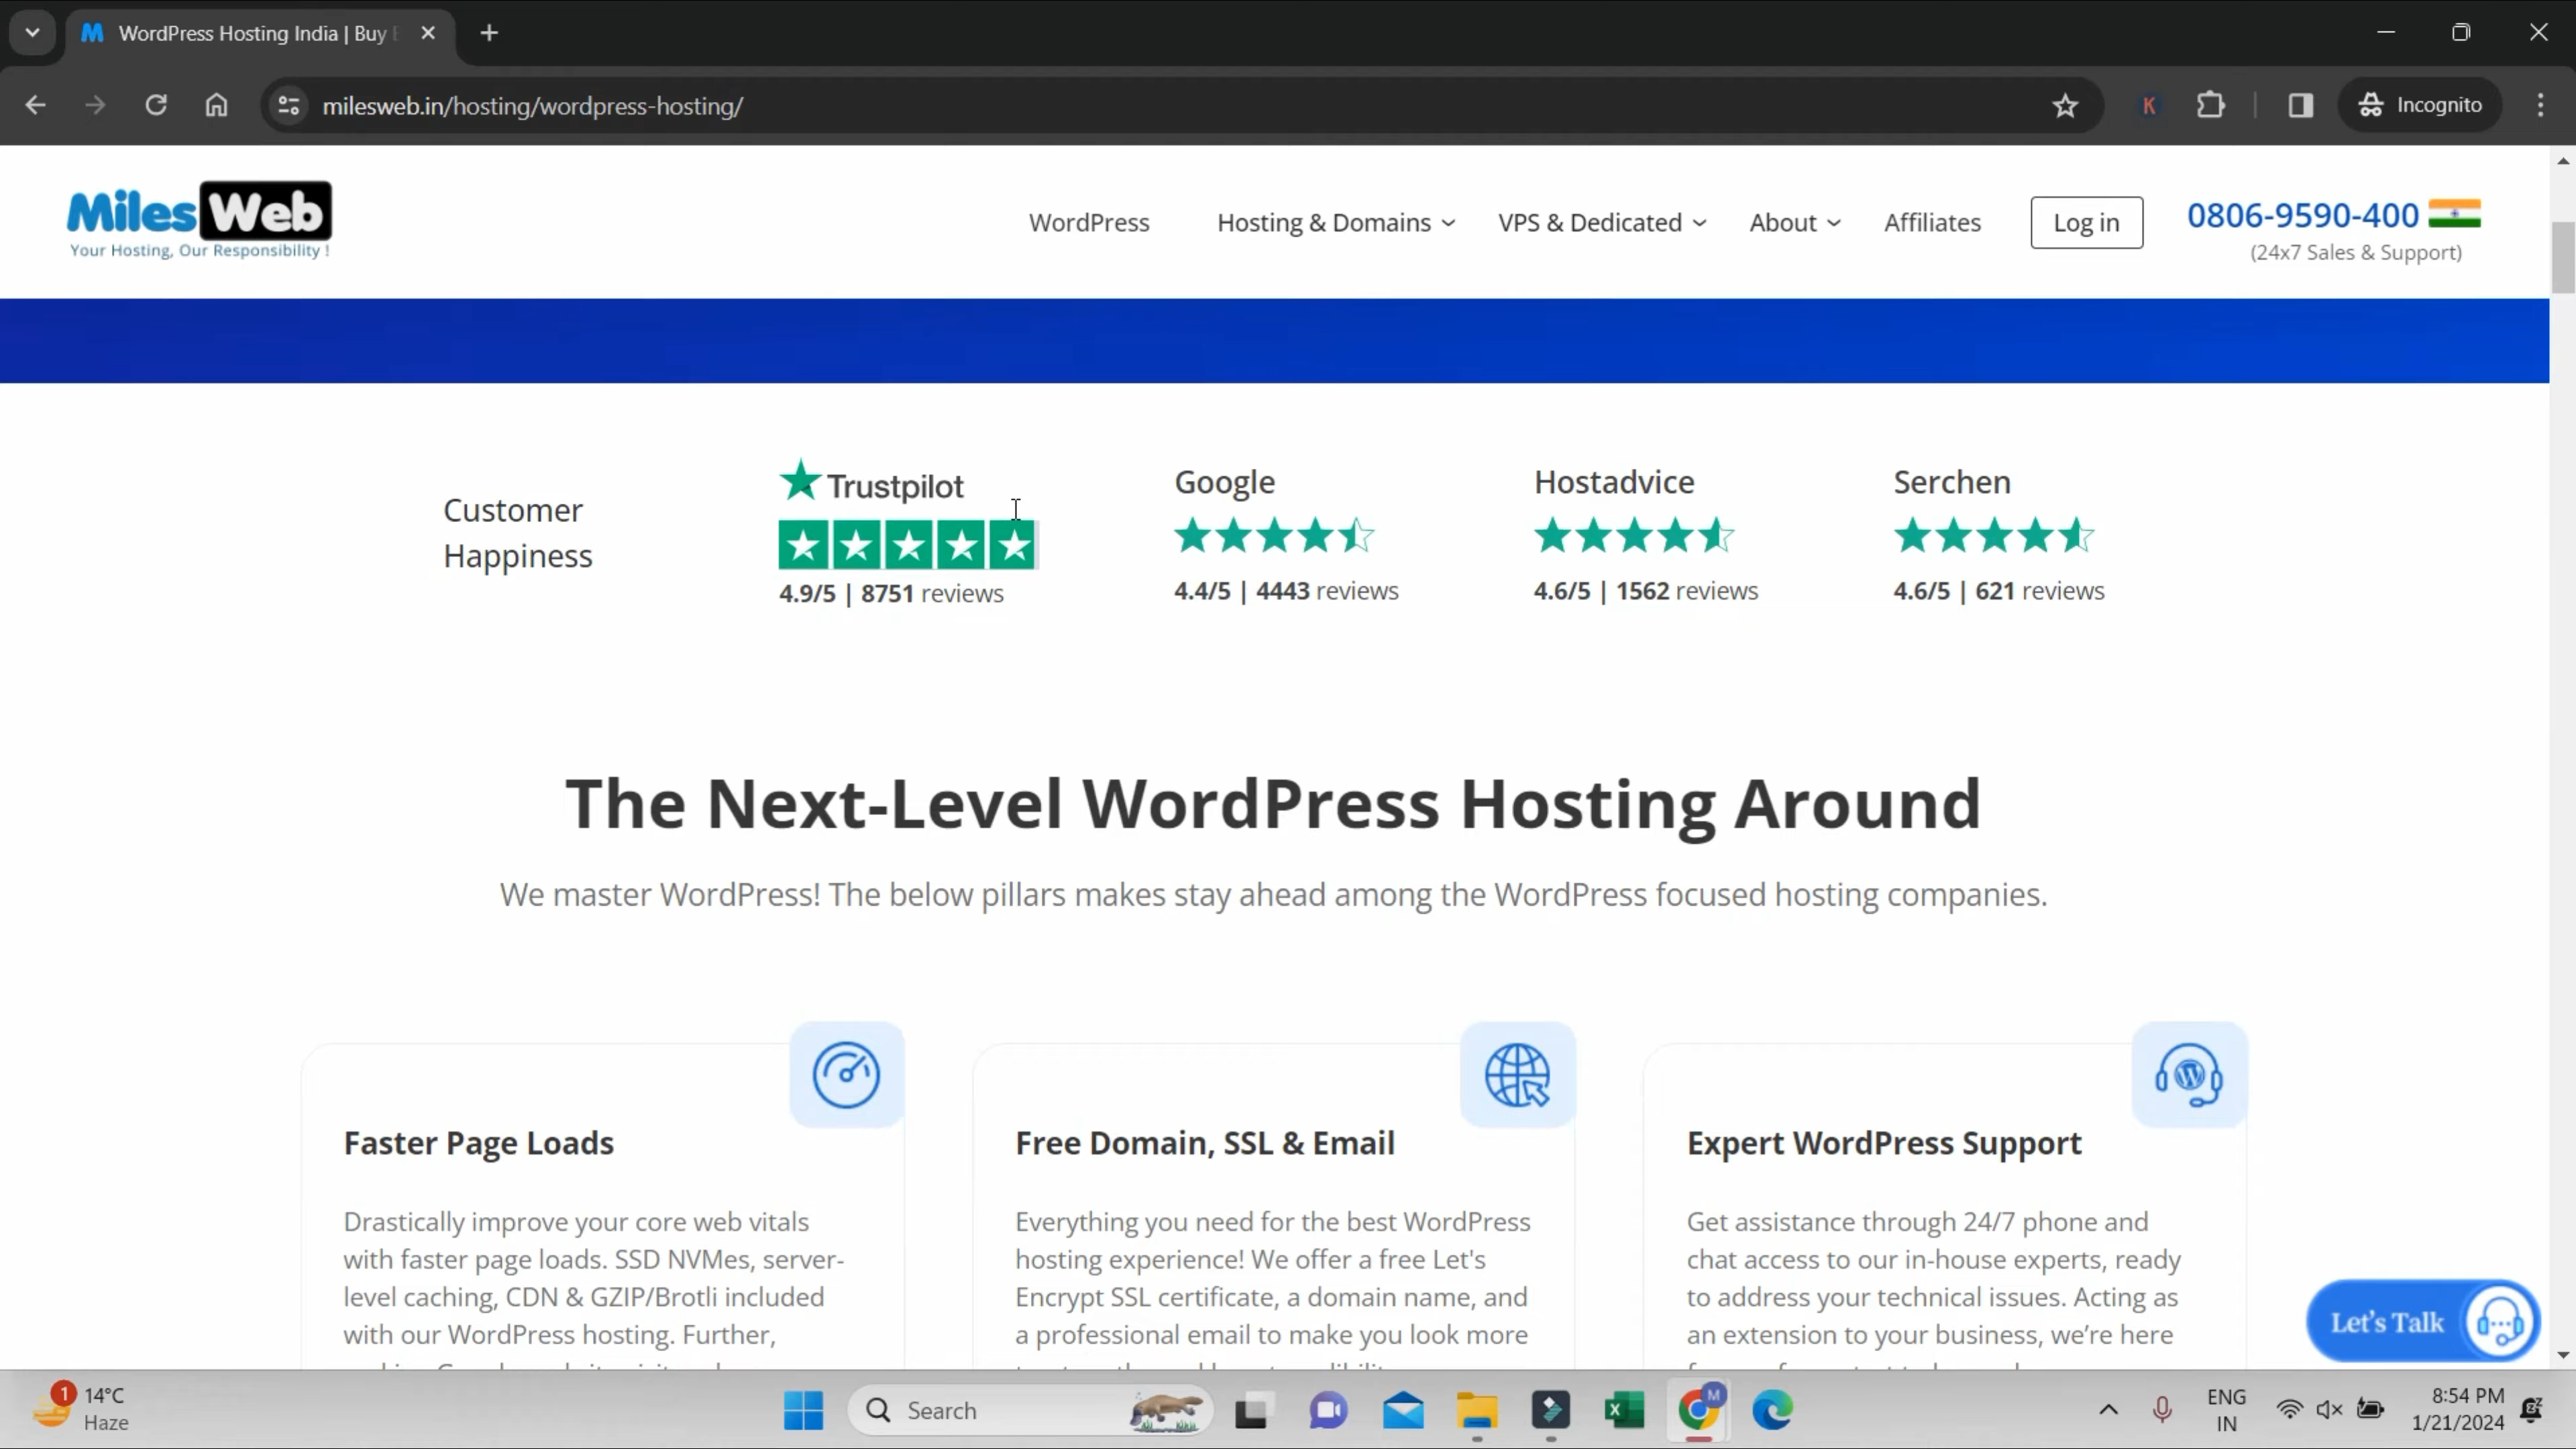 WordPress Hosting India | Buy
milesweb.in/hosting/wordpress-hosting/
K
Incognito
MilesWeb
Your Hosting, Our Responsibility !
WordPress
Hosting & Domains
VPS & Dedicated
About
Affiliates
Log in
0806-9590-400
(24x7 Sales & Support)
Customer
Happiness
Trustpilot
4.9/5 | 8751 reviews
Google
4.4/5 | 4443 reviews
Hostadvice
4.6/5 | 1562 reviews
Serchen
4.6/5 | 621 reviews
The Next-Level WordPress Hosting Around
We master WordPress! The below pillars makes stay ahead among the WordPress focused hosting companies.
Faster Page Loads
Drastically improve your core web vitals
with faster page loads. SSD NVMes, server-
level caching, CDN & GZIP/Brotli included
with our WordPress hosting. Further,
Free Domain, SSL & Email
Everything you need for the best WordPress
hosting experience! We offer a free Let's
Encrypt SSL certificate, a domain name, and
a professional email to make you look more
Expert WordPress Support
Get assistance through 24/7 phone and
chat access to our in-house experts, ready
to address your technical issues. Acting as
an extension to your business, we're here
Let's Talk
1
14°C
Haze
Search
M
ENG
IN
8:54 PM
1/21/2024